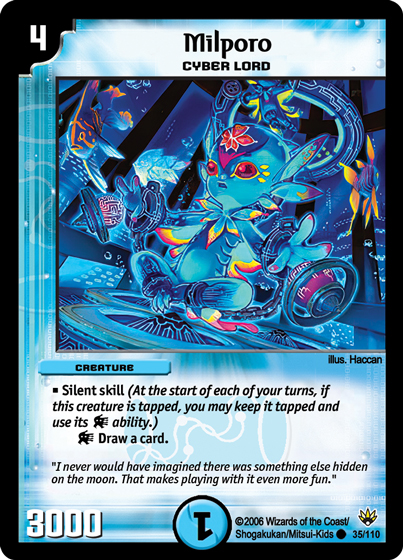 4
Milporo
CYBER LORD
illus. Haccan
CREATURE
▪ Silent skill (At the start of each of your turns, if
this creature is tapped, you may keep it tapped and
use its ability.)
Draw a card.
"I never would have imagined there was something else hidden
on the moon. That makes playing with it even more fun."
3000
©2006 Wizards of the Coast/
Shogakukan/Mitsui-Kids ● 35/110